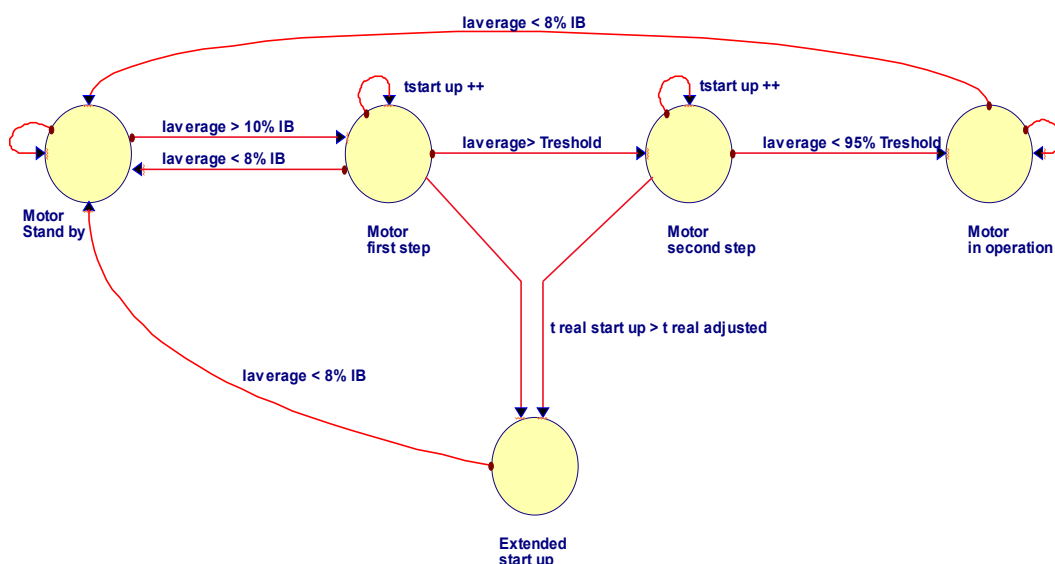 Iaverage < 8% IB
tstart up ++
tstart up ++
Iaverage > 10% IB
Iaverage < 8% IB
Iaverage> Treshold
Iaverage < 95% Treshold
Motor
Stand by
Motor
first step
Motor
second step
Motor
in operation
t real start up > t real adjusted
Iaverage < 8% IB
Extended
start up